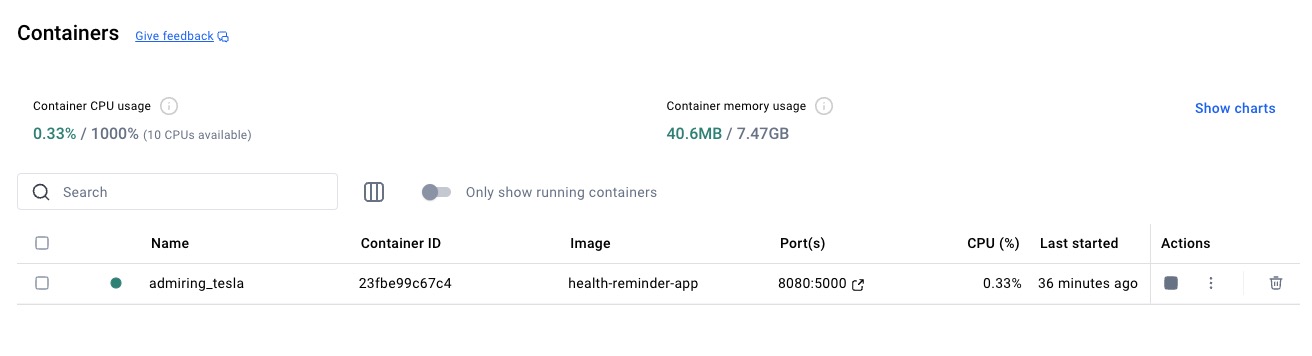 Containers Give feedback
Container CPU usage Container memory usage
0.33% / 1000% (10 CPUs available) 40.6MB / 7.47GB Show charts
Search Only show running containers
Name Container ID Image Port(s) CPU (%) Last started Actions
admiring_tesla 23fbe99c67c4 health-reminder-app 8080:5000 0.33% 36 minutes ago